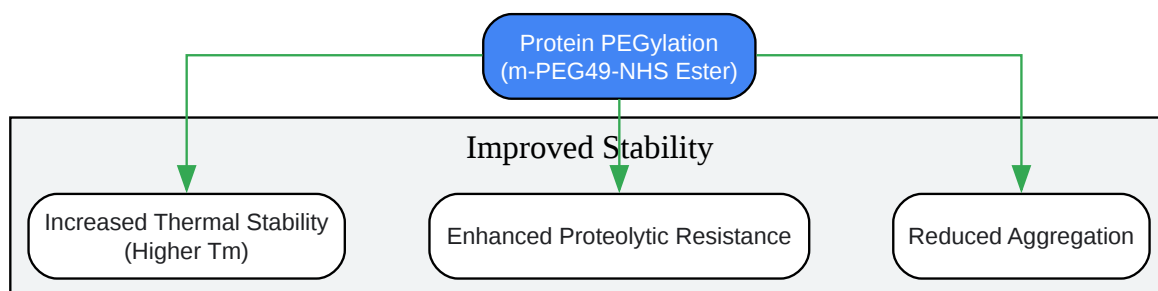 Protein PEGylation
(m-PEG49-NHS Ester)
Improved Stability
Increased Thermal Stability
(Higher Tm)
Enhanced Proteolytic Resistance
Reduced Aggregation